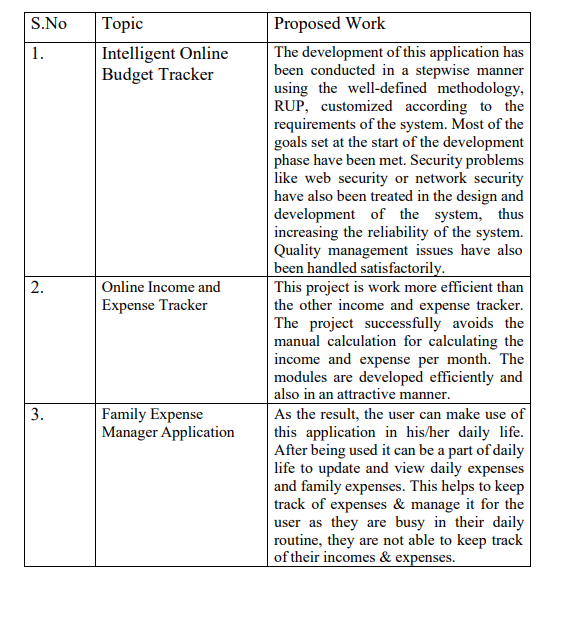 S.No Topic Proposed Work
1. Intelligent Online
Budget Tracker
The development of this application has
been conducted in a stepwise manner
using the well-defined methodology,
RUP, customized according to the
requirements of the system. Most of the
goals set at the start of the development
phase have been met. Security problems
like web security or network security
have also been treated in the design and
development of the system, thus
increasing the reliability of the system.
Quality management issues have also
been handled satisfactorily.
2. Online Income and
Expense Tracker
This project is work more efficient than
the other income and expense tracker.
The project successfully avoids the
manual calculation for calculating the
income and expense per month. The
modules are developed efficiently and
also in an attractive manner.
3. Family Expense
Manager Application
As the result, the user can make use of
this application in his/her daily life.
After being used it can be a part of daily
life to update and view daily expenses
and family expenses. This helps to keep
track of expenses & manage it for the
user as they are busy in their daily
routine, they are not able to keep track
of their incomes & expenses.